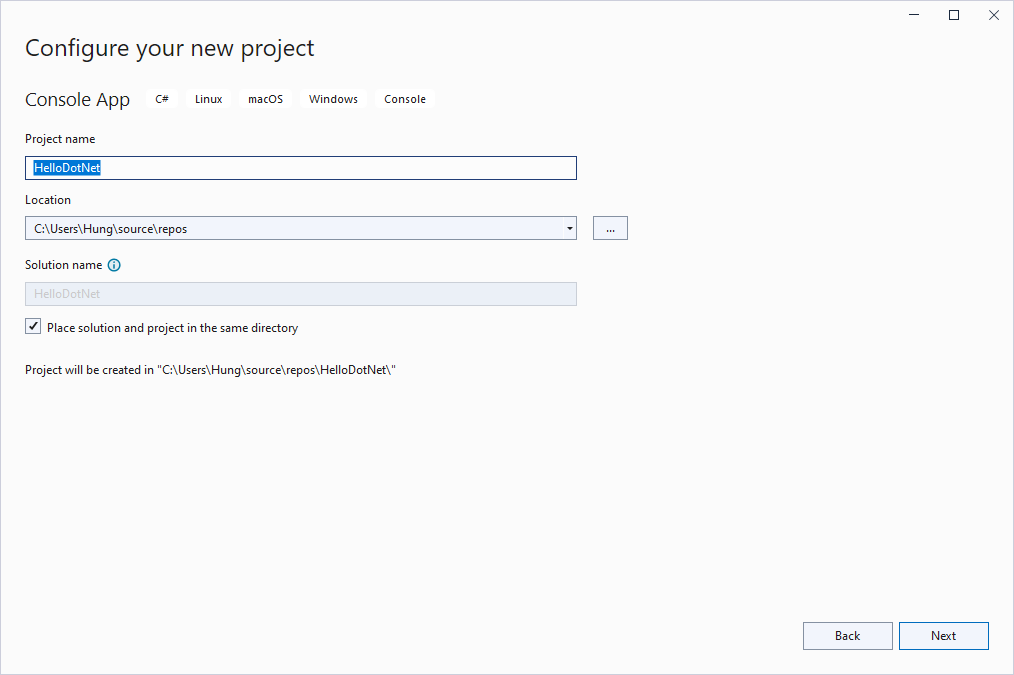 Configure your new project
Console App C# Linux macOS Windows Console
Project name
HelloDotNet
Location
C:\Users\Hung\source\repos
...
Solution name
HelloDotNet
Place solution and project in the same directory
Project will be created in "C:\Users\Hung\source\repos\HelloDotNet\"
Back Next